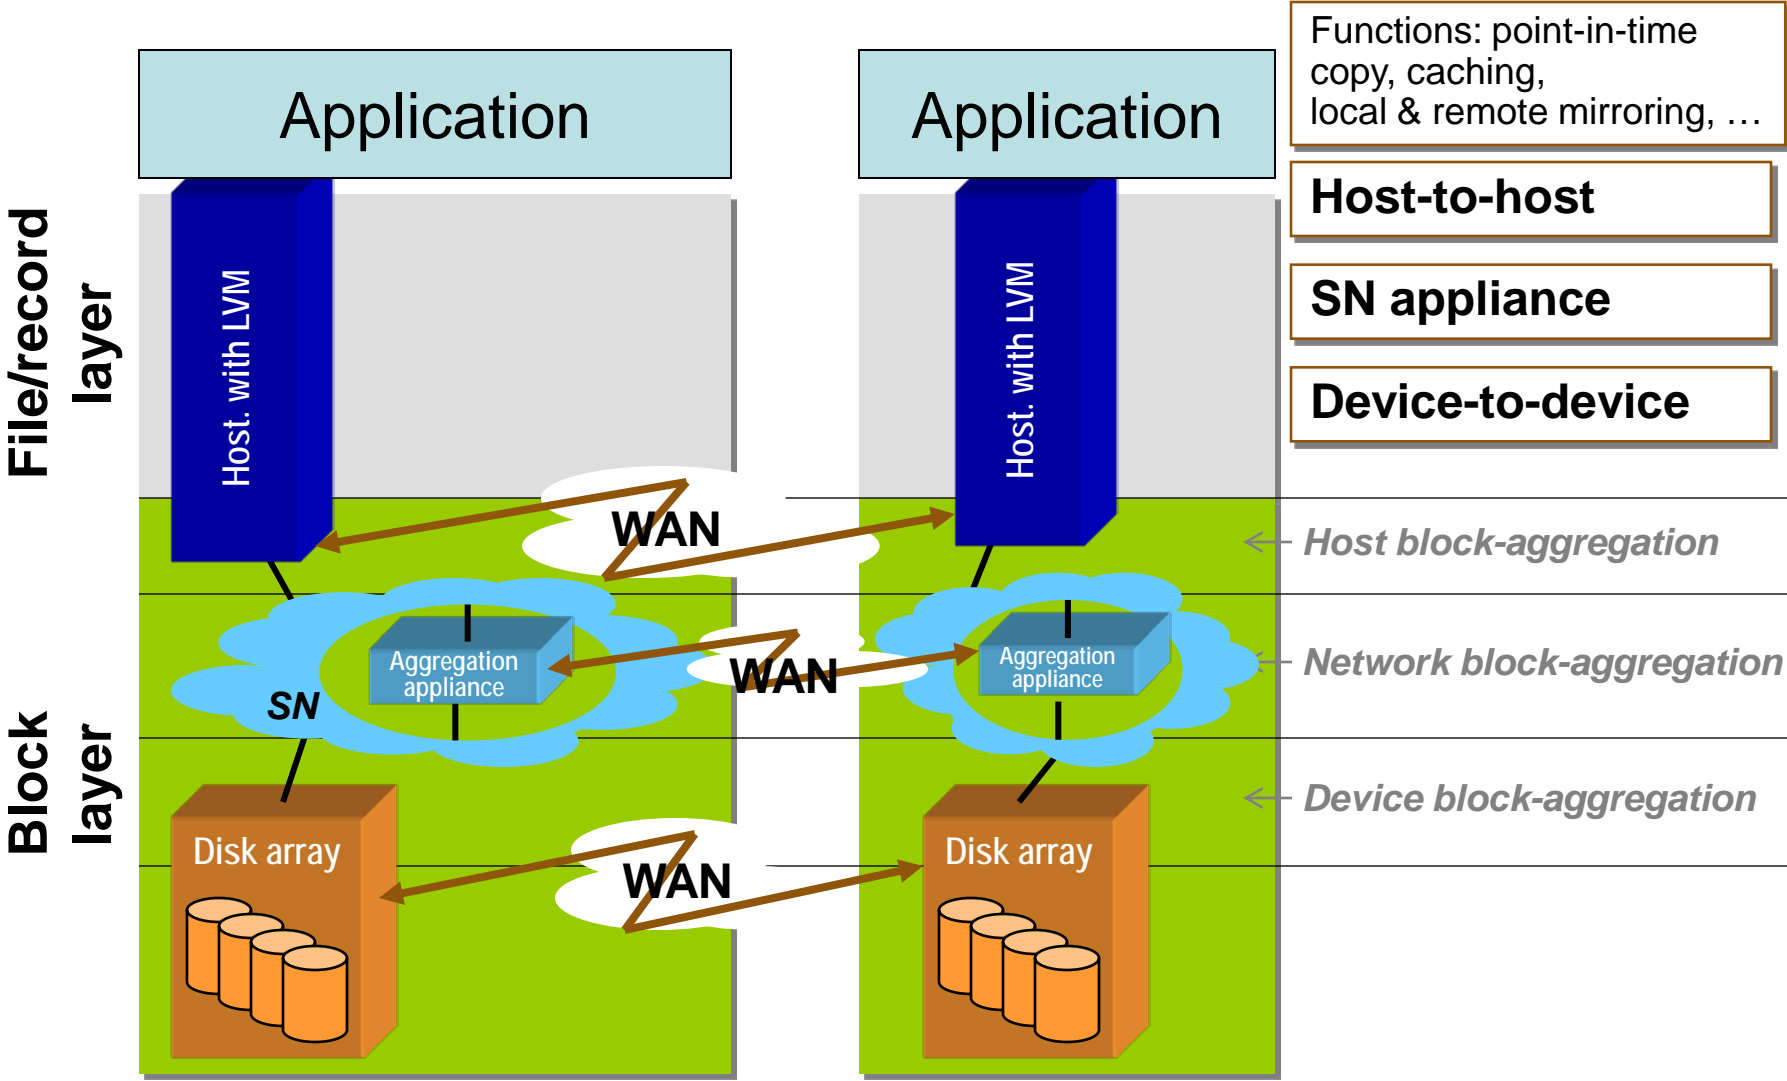 Application
Application
Functions: point-in-time
copy, caching,
local & remote mirroring, …
Host-to-host
SN appliance
Device-to-device
File/record
layer
Host. with LVM
Host. with LVM
WAN
Host block-aggregation
Aggregation
appliance
SN
WAN
Aggregation
appliance
Network block-aggregation
Block
layer
Device block-aggregation
Disk array
WAN
Disk array